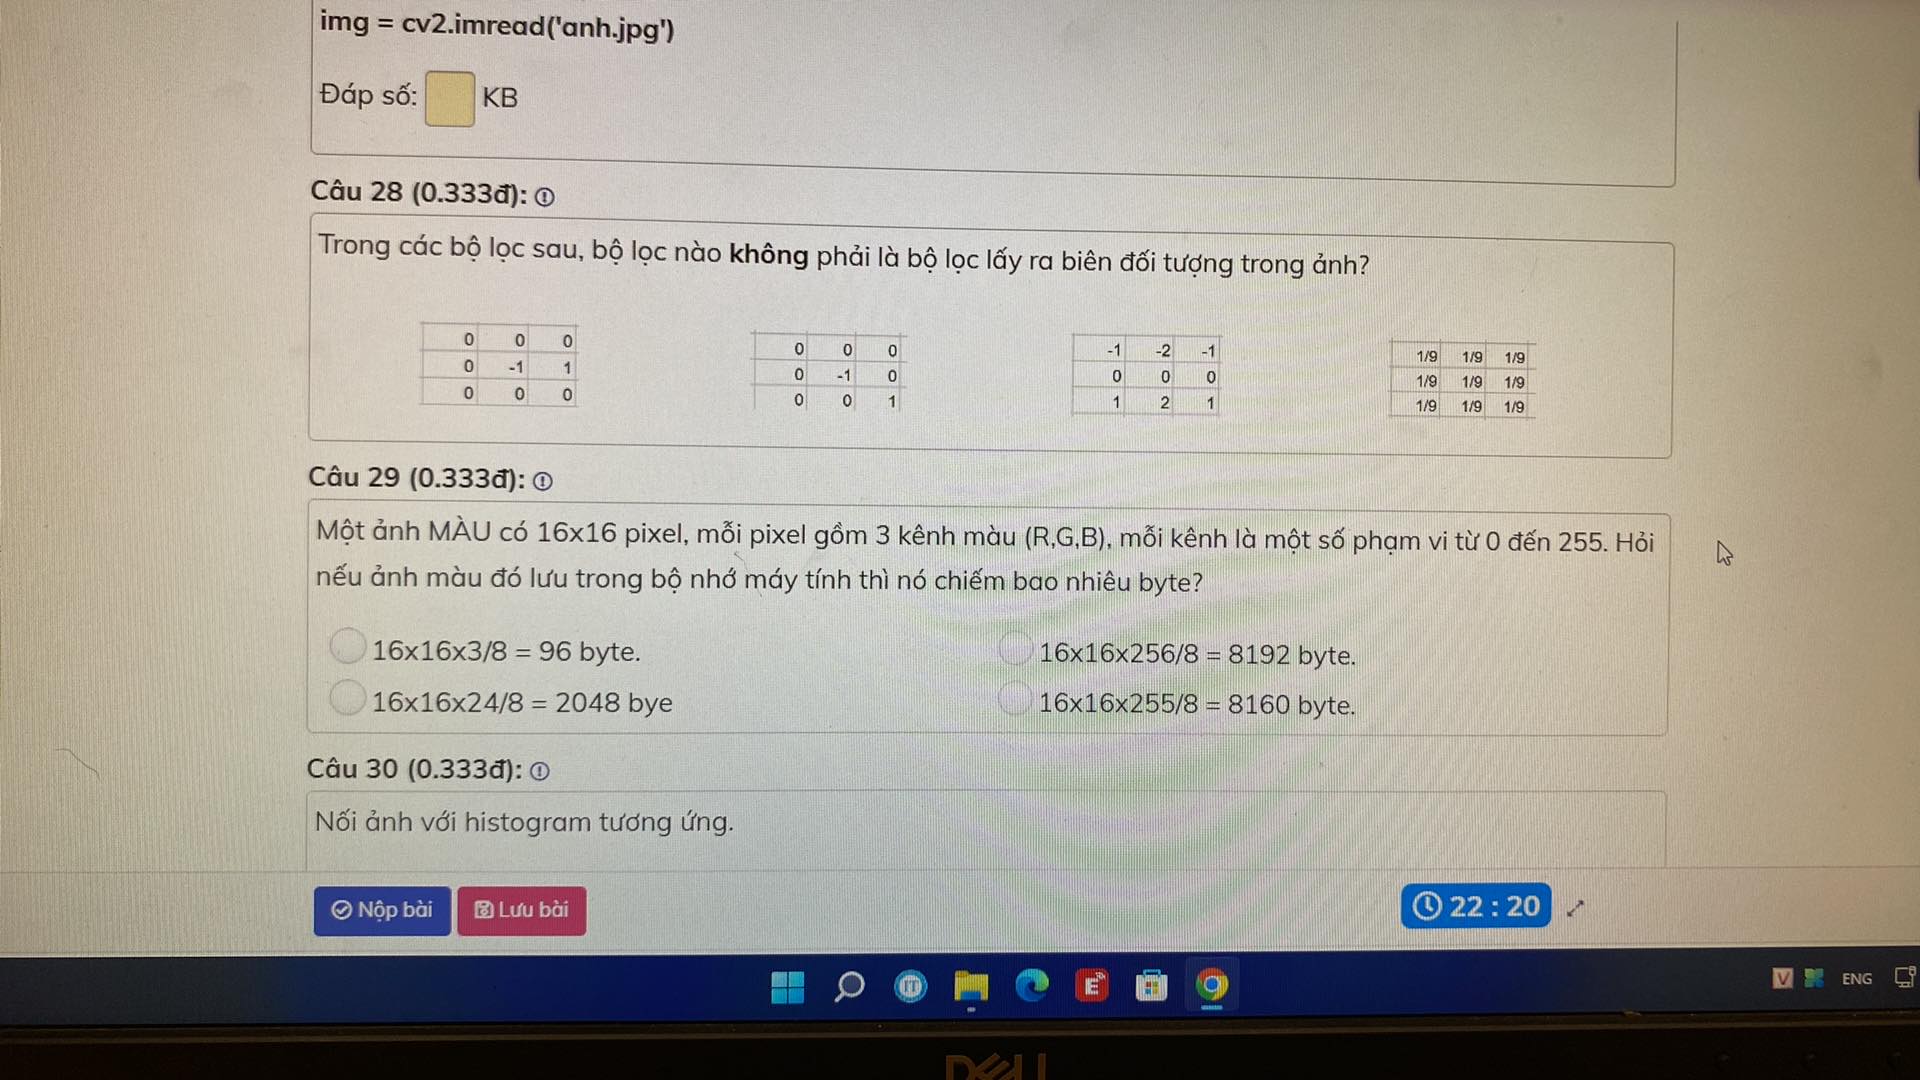 img = cv2.imread('anh.jpg')
Đáp số: KB
Câu 28 (0.333đ):
Trong các bộ lọc sau, bộ lọc nào không phải là bộ lọc lấy ra biên đối tượng trong ảnh?
0 0 0
0 -1 1
0 0 0
0 0 0
0 -1 0
0 0 1
-1 -2 -1
0 0 0
1 2 1
1/9 1/9 1/9
1/9 1/9 1/9
1/9 1/9 1/9
Câu 29 (0.333đ):
Một ảnh MÀU có 16x16 pixel, mỗi pixel gồm 3 kênh màu (R,G,B), mỗi kênh là một số phạm vi từ 0 đến 255. Hỏi
nếu ảnh màu đó lưu trong bộ nhớ máy tính thì nó chiếm bao nhiêu byte?
16x16x3/8 = 96 byte.
16x16x256/8 = 8192 byte.
16x16x24/8 = 2048 bye
16x16x255/8 = 8160 byte.
Câu 30 (0.333đ):
Nối ảnh với histogram tương ứng.
Nộp bài
Lưu bài
22 : 20
IT
E
V
ENG
DELL